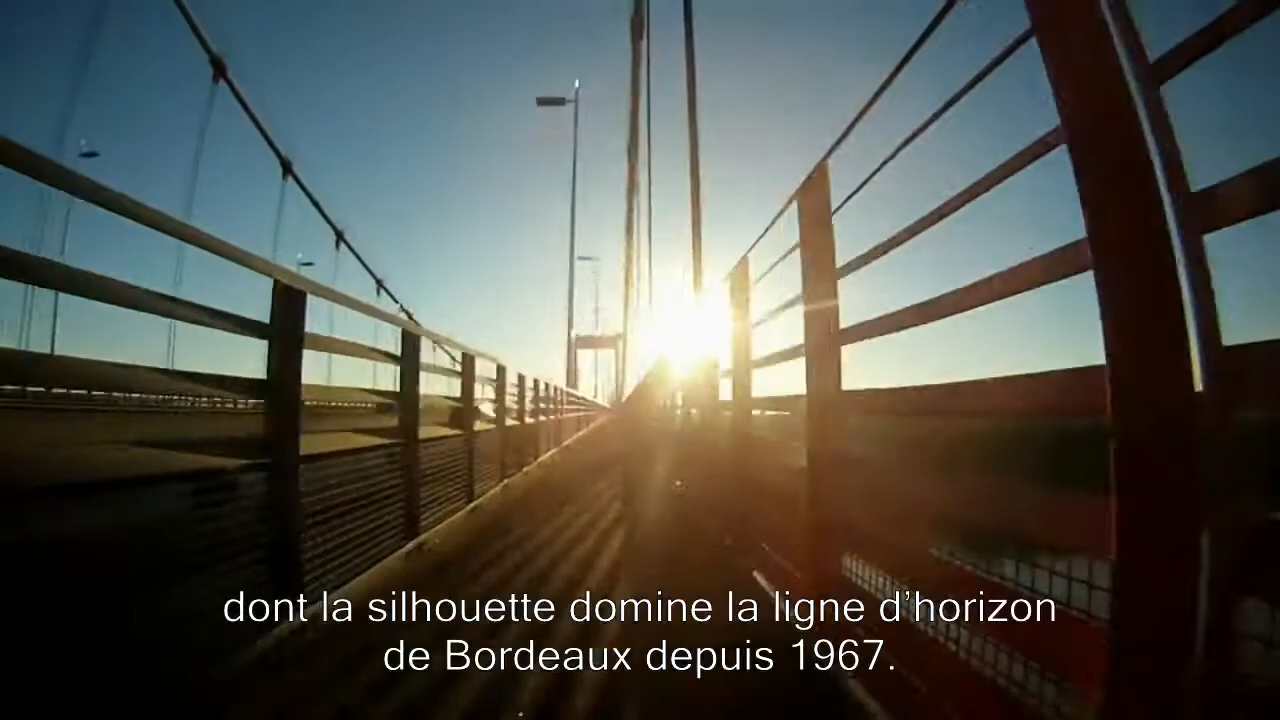 dont la silhouette domine la ligne d’horizon
de Bordeaux depuis 1967.